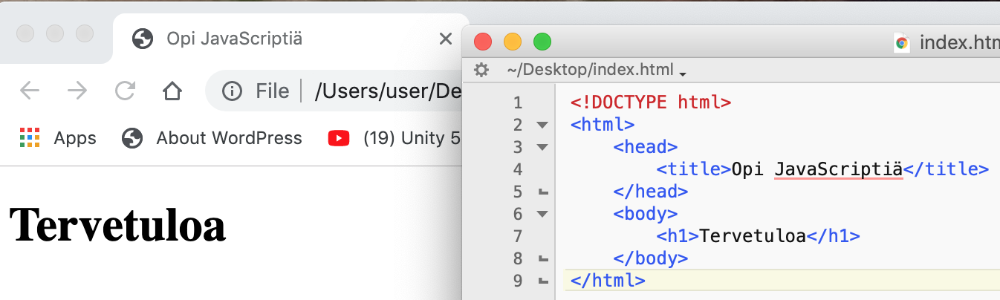 Opi JavaScriptiä
File
/Users/user/De
Apps
About WordPress
(19) Unity 5
index.htm
~/Desktop/index.html
1 <!DOCTYPE html>
2 <html>
3 <head>
4 <title>Opi JavaScriptiä</title>
5 </head>
6 <body>
7 <h1>Tervetuloa</h1>
8 </body>
9 </html>
Tervetuloa